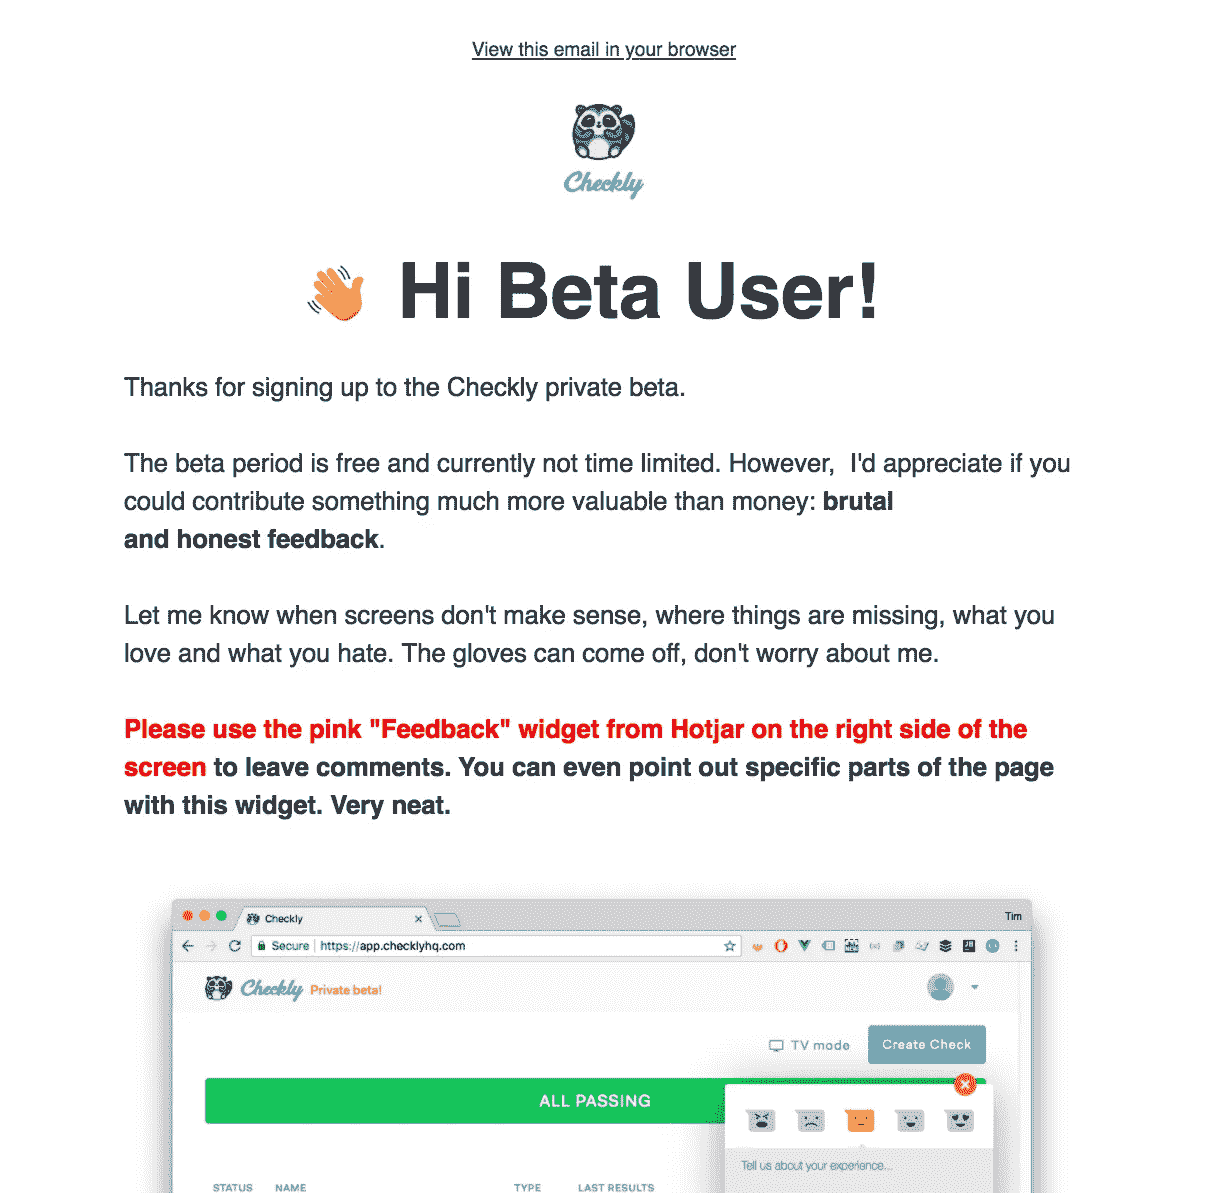 View this email in your browser
Checkly
Hi Beta User!
Thanks for signing up to the Checkly private beta.
The beta period is free and currently not time limited. However,  I'd appreciate if you
could contribute something much more valuable than money: brutal
and honest feedback.
Let me know when screens don't make sense, where things are missing, what you
love and what you hate. The gloves can come off, don't worry about me.
Please use the pink "Feedback" widget from Hotjar on the right side of the
screen to leave comments. You can even point out specific parts of the page
with this widget. Very neat.
Checkly
Tim
Secure https://app.checklyhq.com
Checkly Private beta!
TV mode Create Check
ALL PASSING
Tell us about your experience...
STATUS NAME TYPE LAST RESULTS